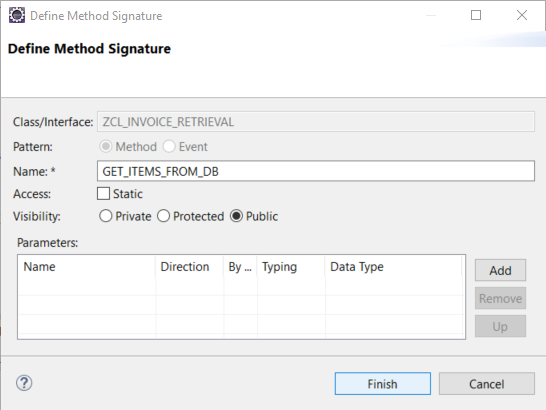 Define Method Signature
Define Method Signature
Class/Interface: ZCL_INVOICE_RETRIEVAL
Pattern: Method Event
Name: * GET_ITEMS_FROM_DB
Access: Static
Visibility: Private Protected Public
Parameters:
Name Direction By ... Typing Data Type
Add
Remove
Up
? Finish Cancel